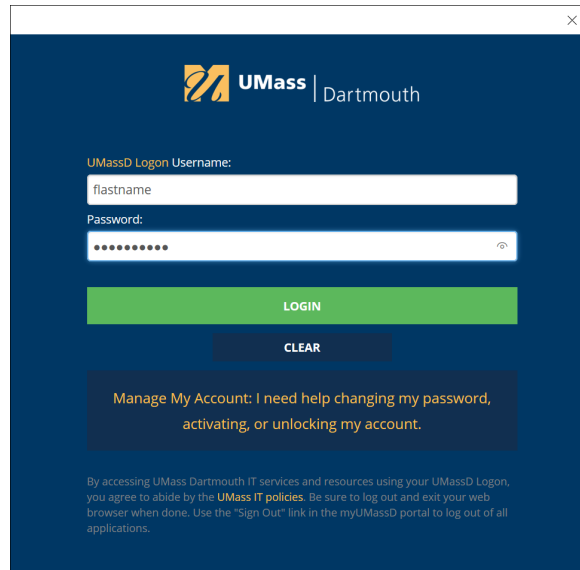 UMass | Dartmouth
UMassD Logon Username:
flastname
Password:
••••••••••
LOGIN
CLEAR
Manage My Account: I need help changing my password,
activating, or unlocking my account.
By accessing UMass Dartmouth IT services and resources using your UMassD Logon,
you agree to abide by the UMass IT policies. Be sure to log out and exit your web
browser when done. Use the "Sign Out" link in the myUMassD portal to log out of all
applications.